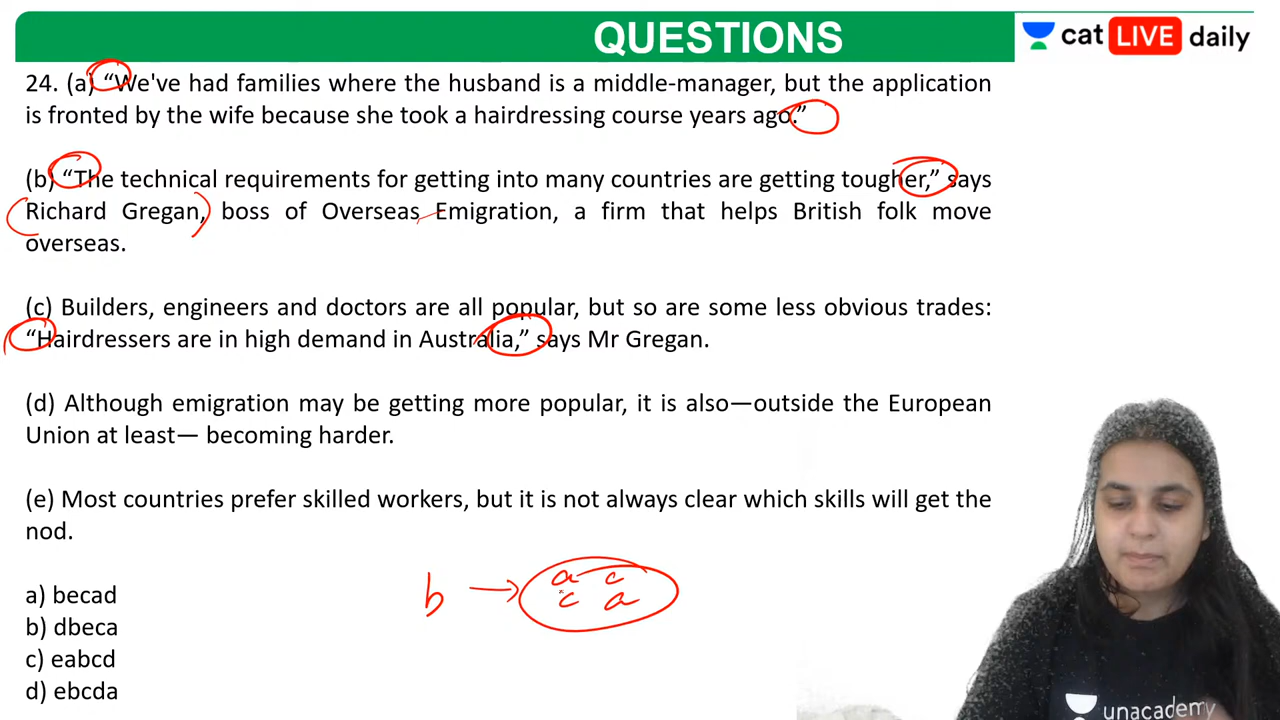 QUESTIONS
cat LIVE daily
24. (a) “We've had families where the husband is a middle-manager, but the application
is fronted by the wife because she took a hairdressing course years ago.”
(b) “The technical requirements for getting into many countries are getting tougher,” says
Richard Gregan, boss of Overseas Emigration, a firm that helps British folk move
overseas.
(c) Builders, engineers and doctors are all popular, but so are some less obvious trades:
“Hairdressers are in high demand in Australia,” says Mr Gregan.
(d) Although emigration may be getting more popular, it is also—outside the European
Union at least— becoming harder.
(e) Most countries prefer skilled workers, but it is not always clear which skills will get the
nod.
a) becad
b) dbeca
c) eabcd
d) ebcda
b → a c
c a
unacademy